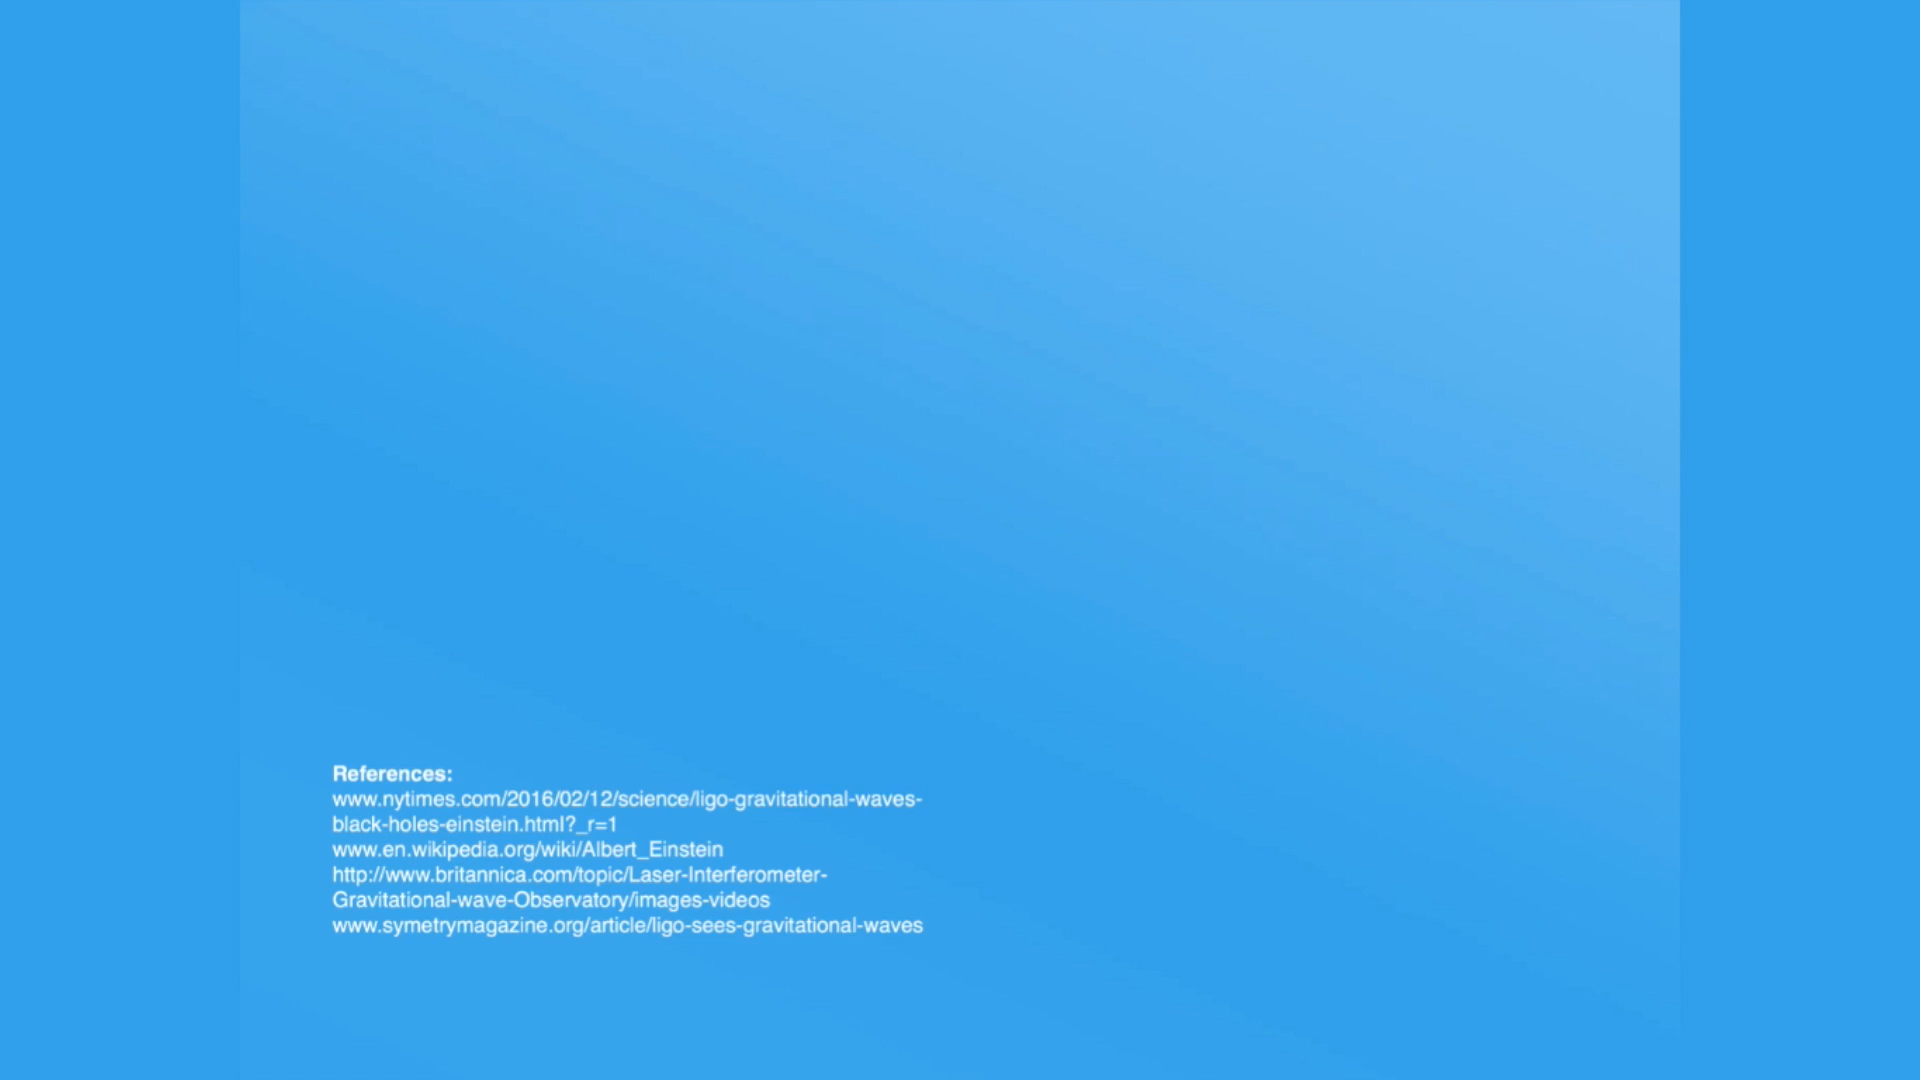 References:
www.nytimes.com/2016/02/12/science/ligo-gravitational-waves-
black-holes-einstein.html?_r=1
www.en.wikipedia.org/wiki/Albert_Einstein
http://www.britannica.com/topic/Laser-Interferometer-
Gravitational-wave-Observatory/images-videos
www.symetrymagazine.org/article/ligo-sees-gravitational-waves